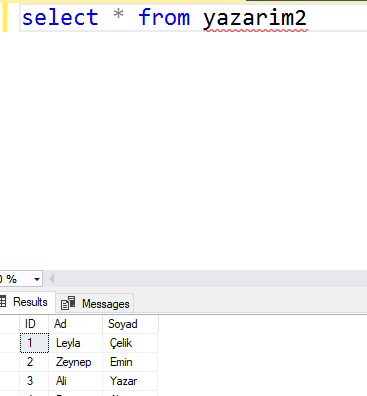 select * from yazarim2
0 %
Results Messages
ID Ad Soyad
1 Leyla Çelik
2 Zeynep Emin
3 Ali Yazar